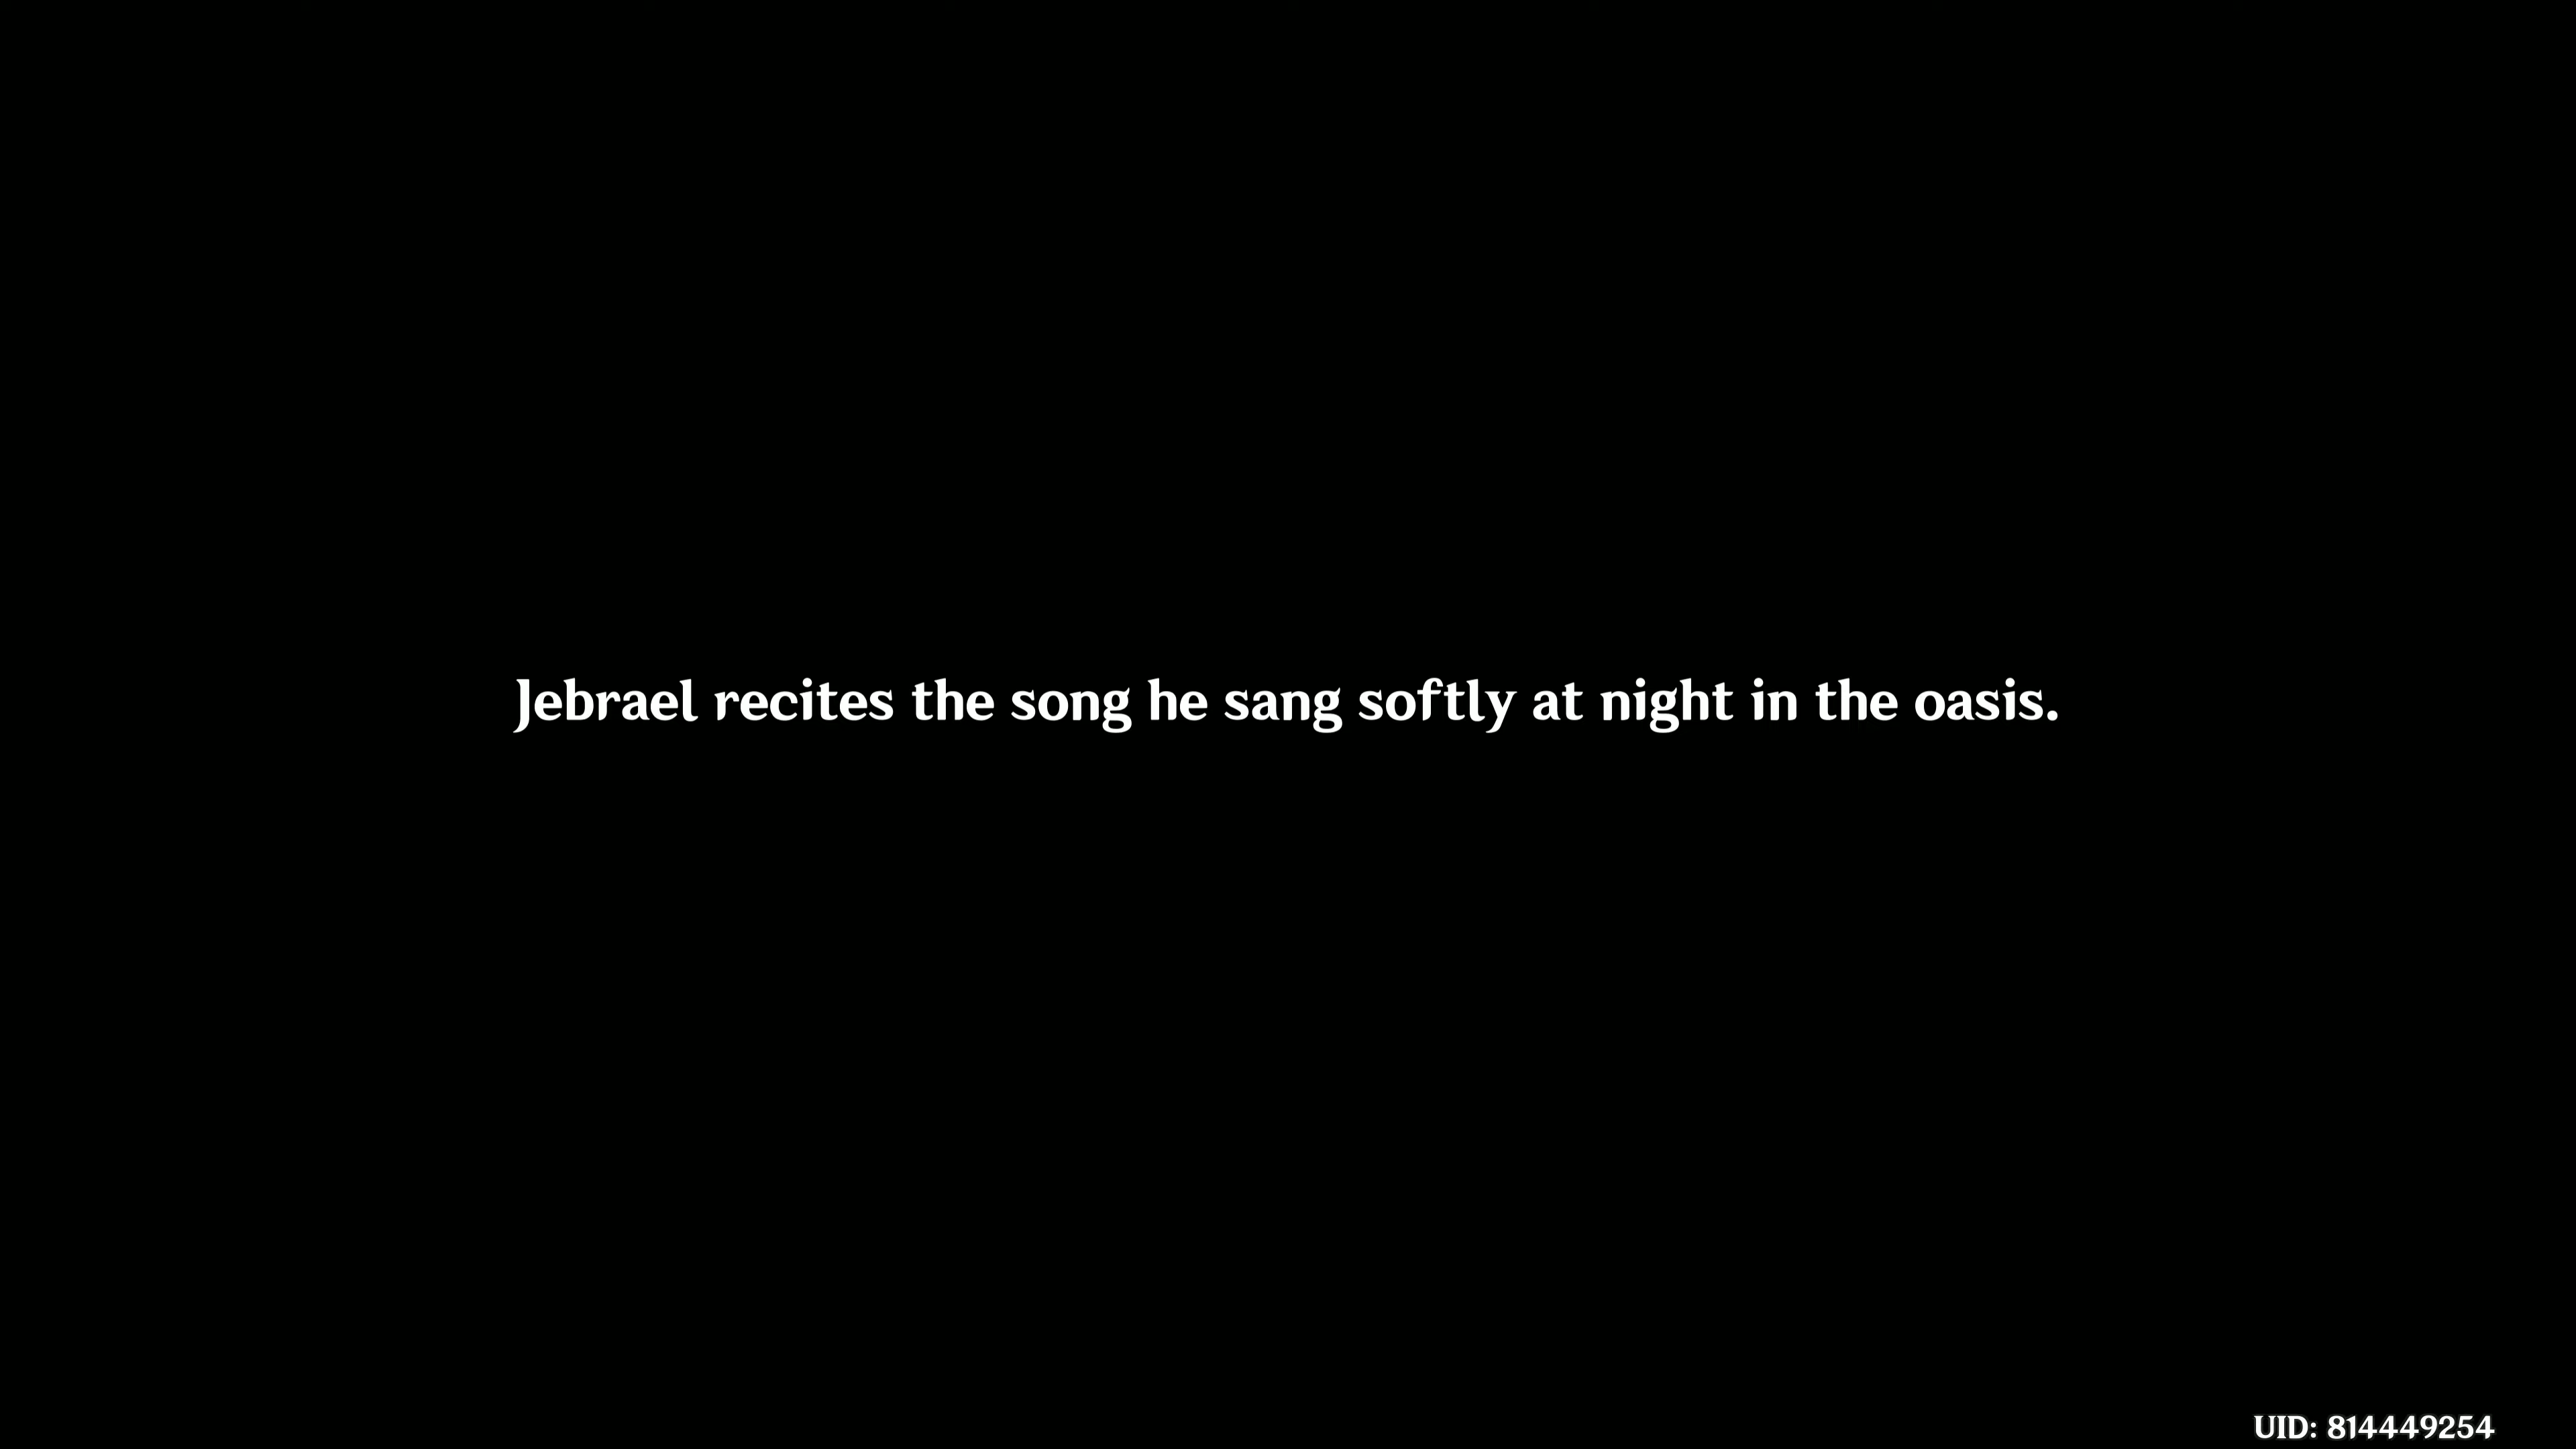 Jebrael recites the song he sang softly at night in the oasis.
UID: 814449254